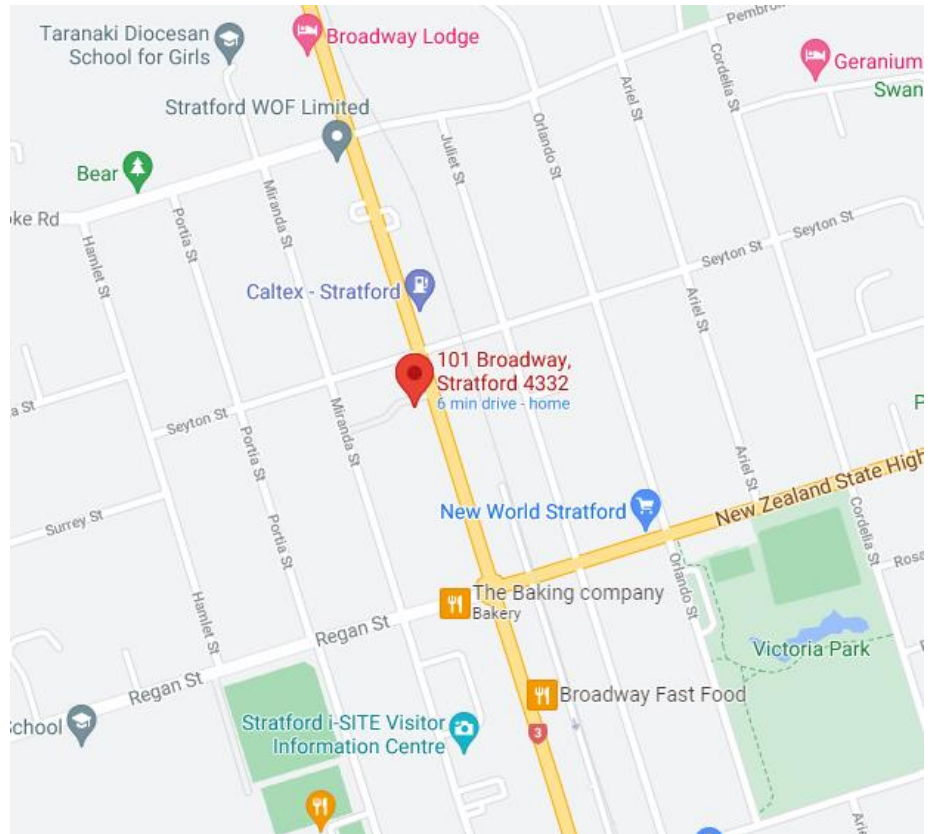 Taranaki Diocesan
School for Girls
Broadway Lodge
Pembro
Geranium
Swan
Stratford WOF Limited
Ariel St
Cordelia St
Orlando St
Juliet St
Bear
oke Rd
Hamlet St
Portia St
Miranda St
Seyton St
Seyton St
Caltex - Stratford
Ariel St
101 Broadway,
Stratford 4332
6 min drive - home
a St
Seyton St
Miranda St
Portia St
P
Ariel St
New Zealand State High
New World Stratford
Surrey St
Cordelia St
Portia St
Orlando St
Rosa
The Baking company
Bakery
Hamlet St
Regan St
Victoria Park
Regan St
Broadway Fast Food
School
Stratford i-SITE Visitor
Information Centre
3
Arie